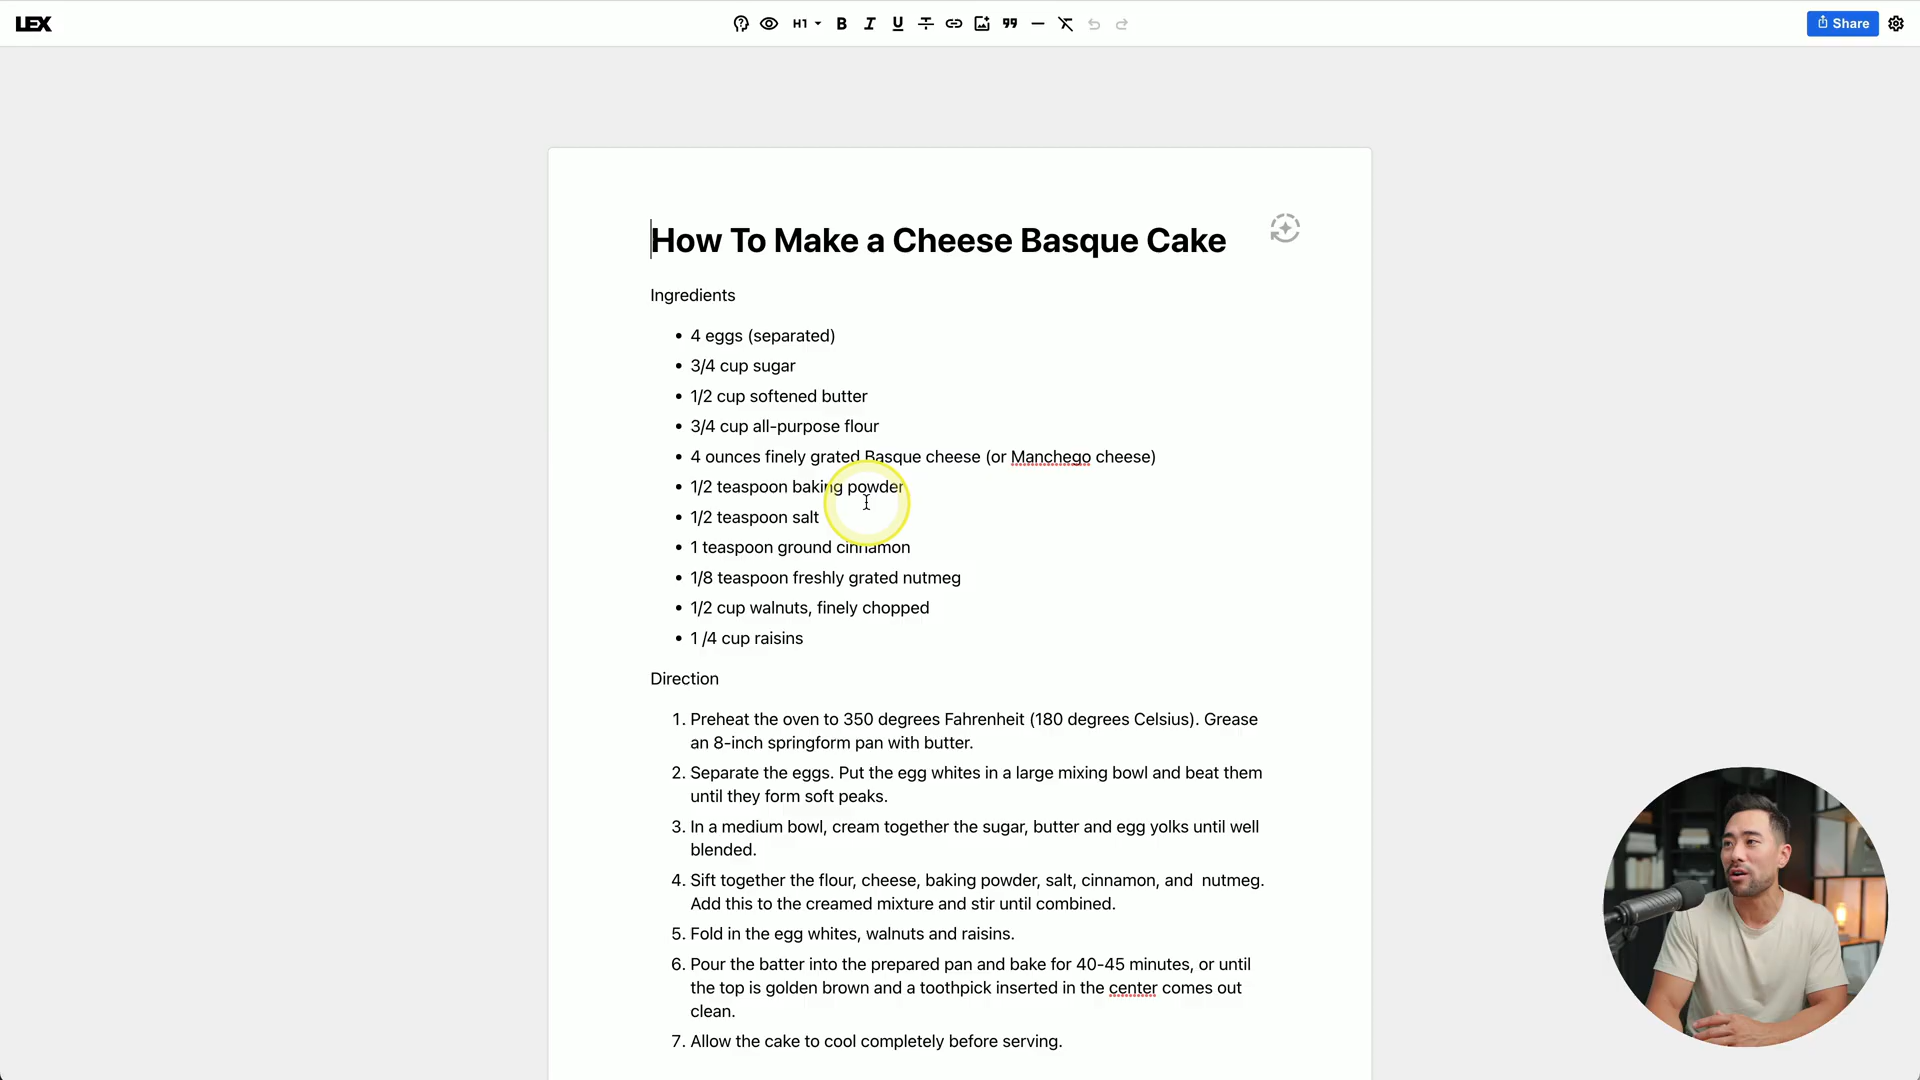 LEX
H1
B I U
Share
How To Make a Cheese Basque Cake
Ingredients
• 4 eggs (separated)
• 3/4 cup sugar
• 1/2 cup softened butter
• 3/4 cup all-purpose flour
• 4 ounces finely grated Basque cheese (or Manchego cheese)
• 1/2 teaspoon baking powder
• 1/2 teaspoon salt
• 1 teaspoon ground cinnamon
• 1/8 teaspoon freshly grated nutmeg
• 1/2 cup walnuts, finely chopped
• 1 /4 cup raisins
Direction
1. Preheat the oven to 350 degrees Fahrenheit (180 degrees Celsius). Grease
an 8-inch springform pan with butter.
2. Separate the eggs. Put the egg whites in a large mixing bowl and beat them
until they form soft peaks.
3. In a medium bowl, cream together the sugar, butter and egg yolks until well
blended.
4. Sift together the flour, cheese, baking powder, salt, cinnamon, and  nutmeg.
Add this to the creamed mixture and stir until combined.
5. Fold in the egg whites, walnuts and raisins.
6. Pour the batter into the prepared pan and bake for 40-45 minutes, or until
the top is golden brown and a toothpick inserted in the center comes out
clean.
7. Allow the cake to cool completely before serving.